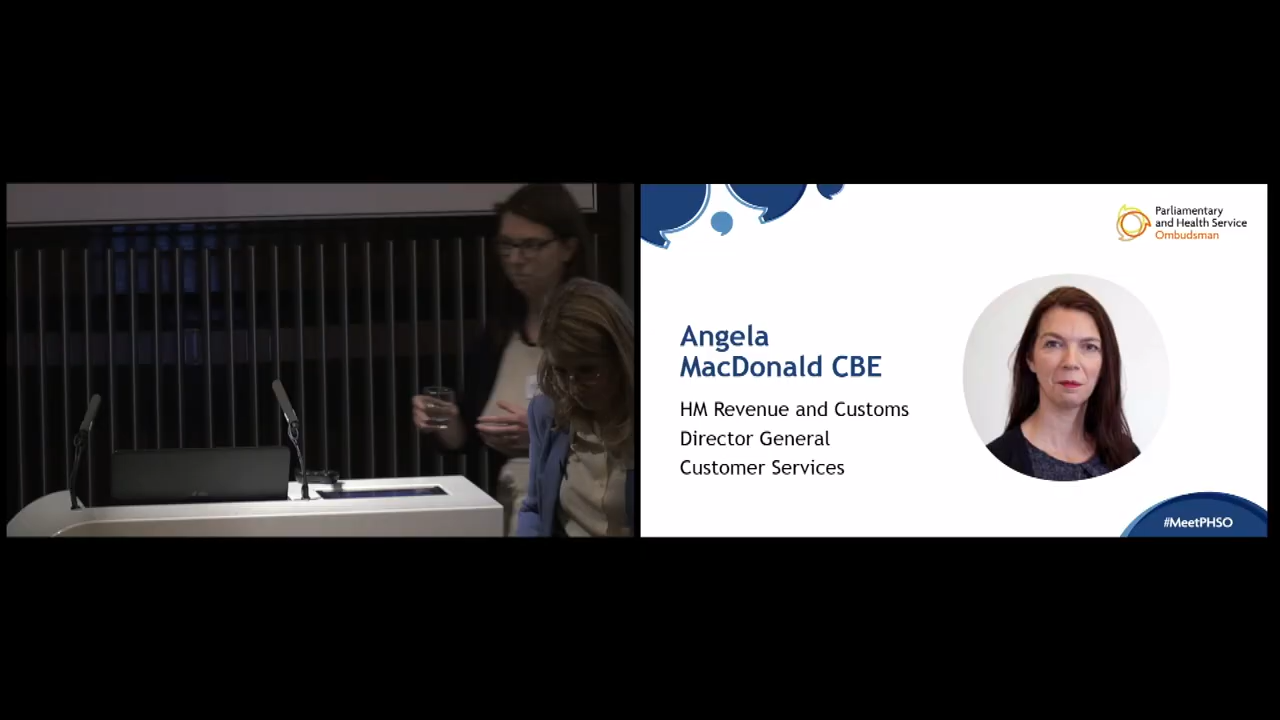 Parliamentary
and Health Service
Ombudsman
Angela
MacDonald CBE
HM Revenue and Customs
Director General
Customer Services
#MeetPHSO